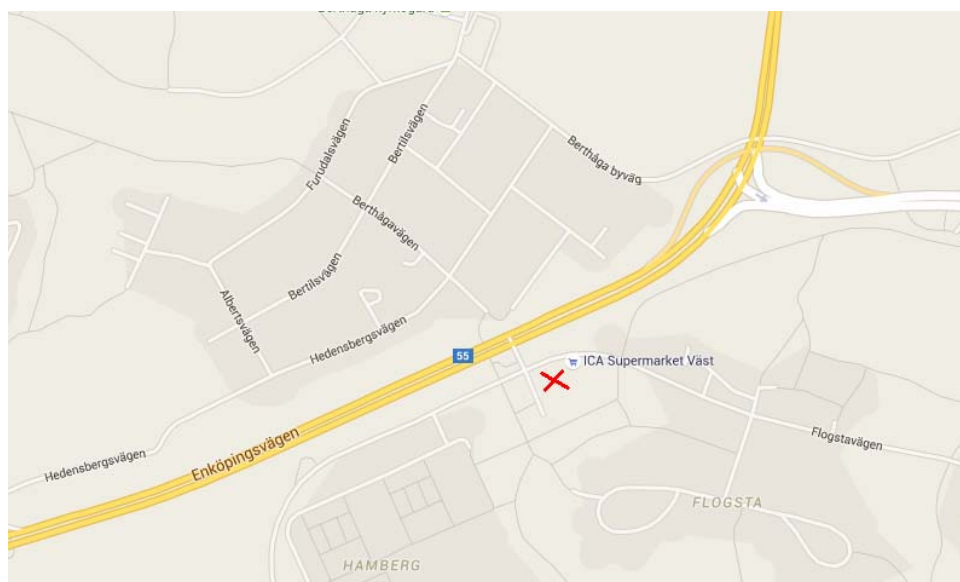 Furudalsvägen
Bertilsvägen
Berthåga byväg
Berthågavägen
Bertilsvägen
Albertsvägen
Hedensbergsvägen
55
ICA Supermarket Väst
Enköpingsvägen
Hedensbergsvägen
Flogstavägen
FLOGSTA
HAMBERG